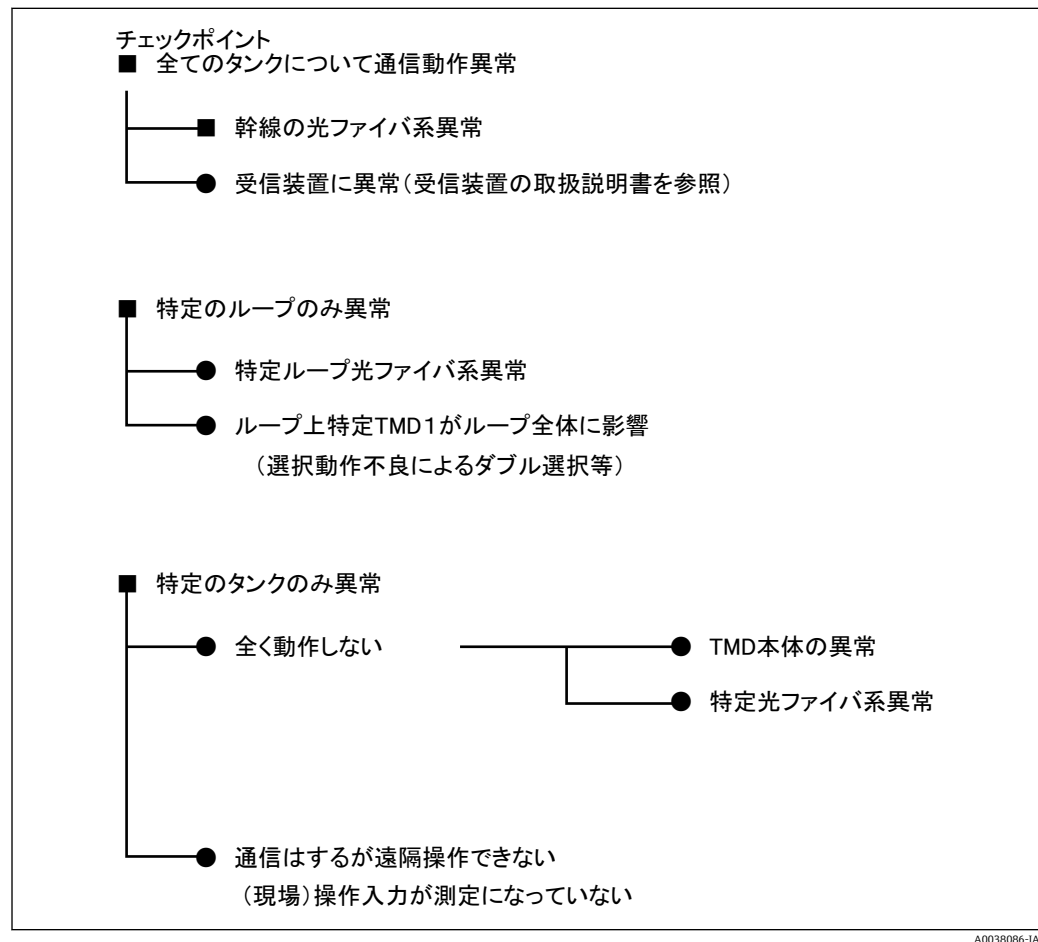 チェックポイント
■ 全てのタンクについて通信動作異常
■ 幹線の光ファイバ系異常
● 受信装置に異常(受信装置の取扱説明書を参照)
■ 特定のループのみ異常
● 特定ループ光ファイバ系異常
● ループ上特定TMD1がループ全体に影響
(選択動作不良によるダブル選択等)
■ 特定のタンクのみ異常
● 全く動作しない
● TMD本体の異常
● 特定光ファイバ系異常
● 通信はするが遠隔操作できない
(現場)操作入力が測定になっていない
A0038086-JA